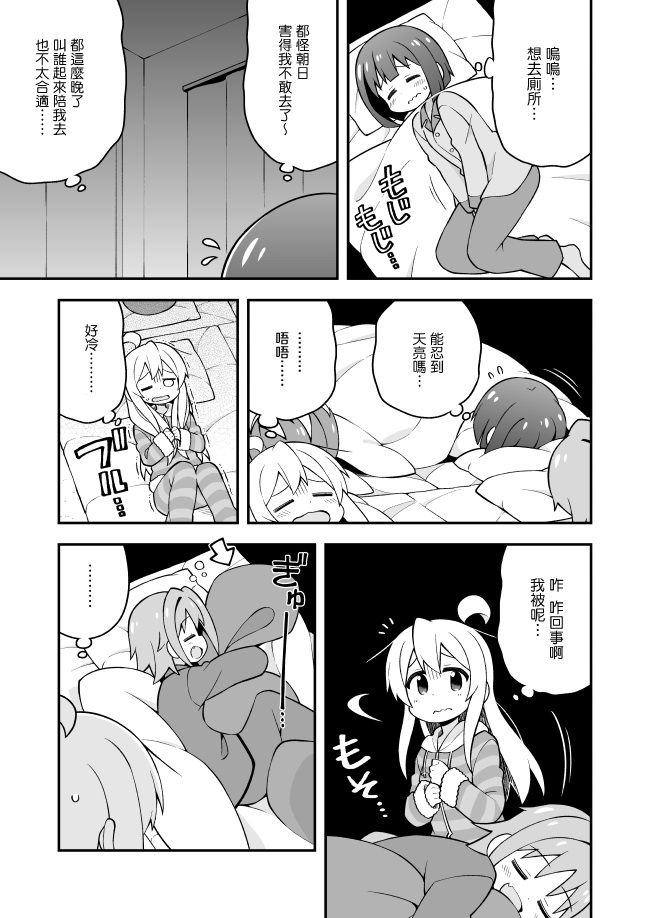 嗚嗚…
想去廁所…
もじ
もじ…
都怪朝日
害得我不敢去了～
都這麼晚了
叫誰起來陪我去
也不太合適……
能忍到
天亮嗎…
………
唔唔…
好冷………
ブル
ブル…
咋 咋回事啊
我被呢…
もそ…
ぎゅ
ー…
………